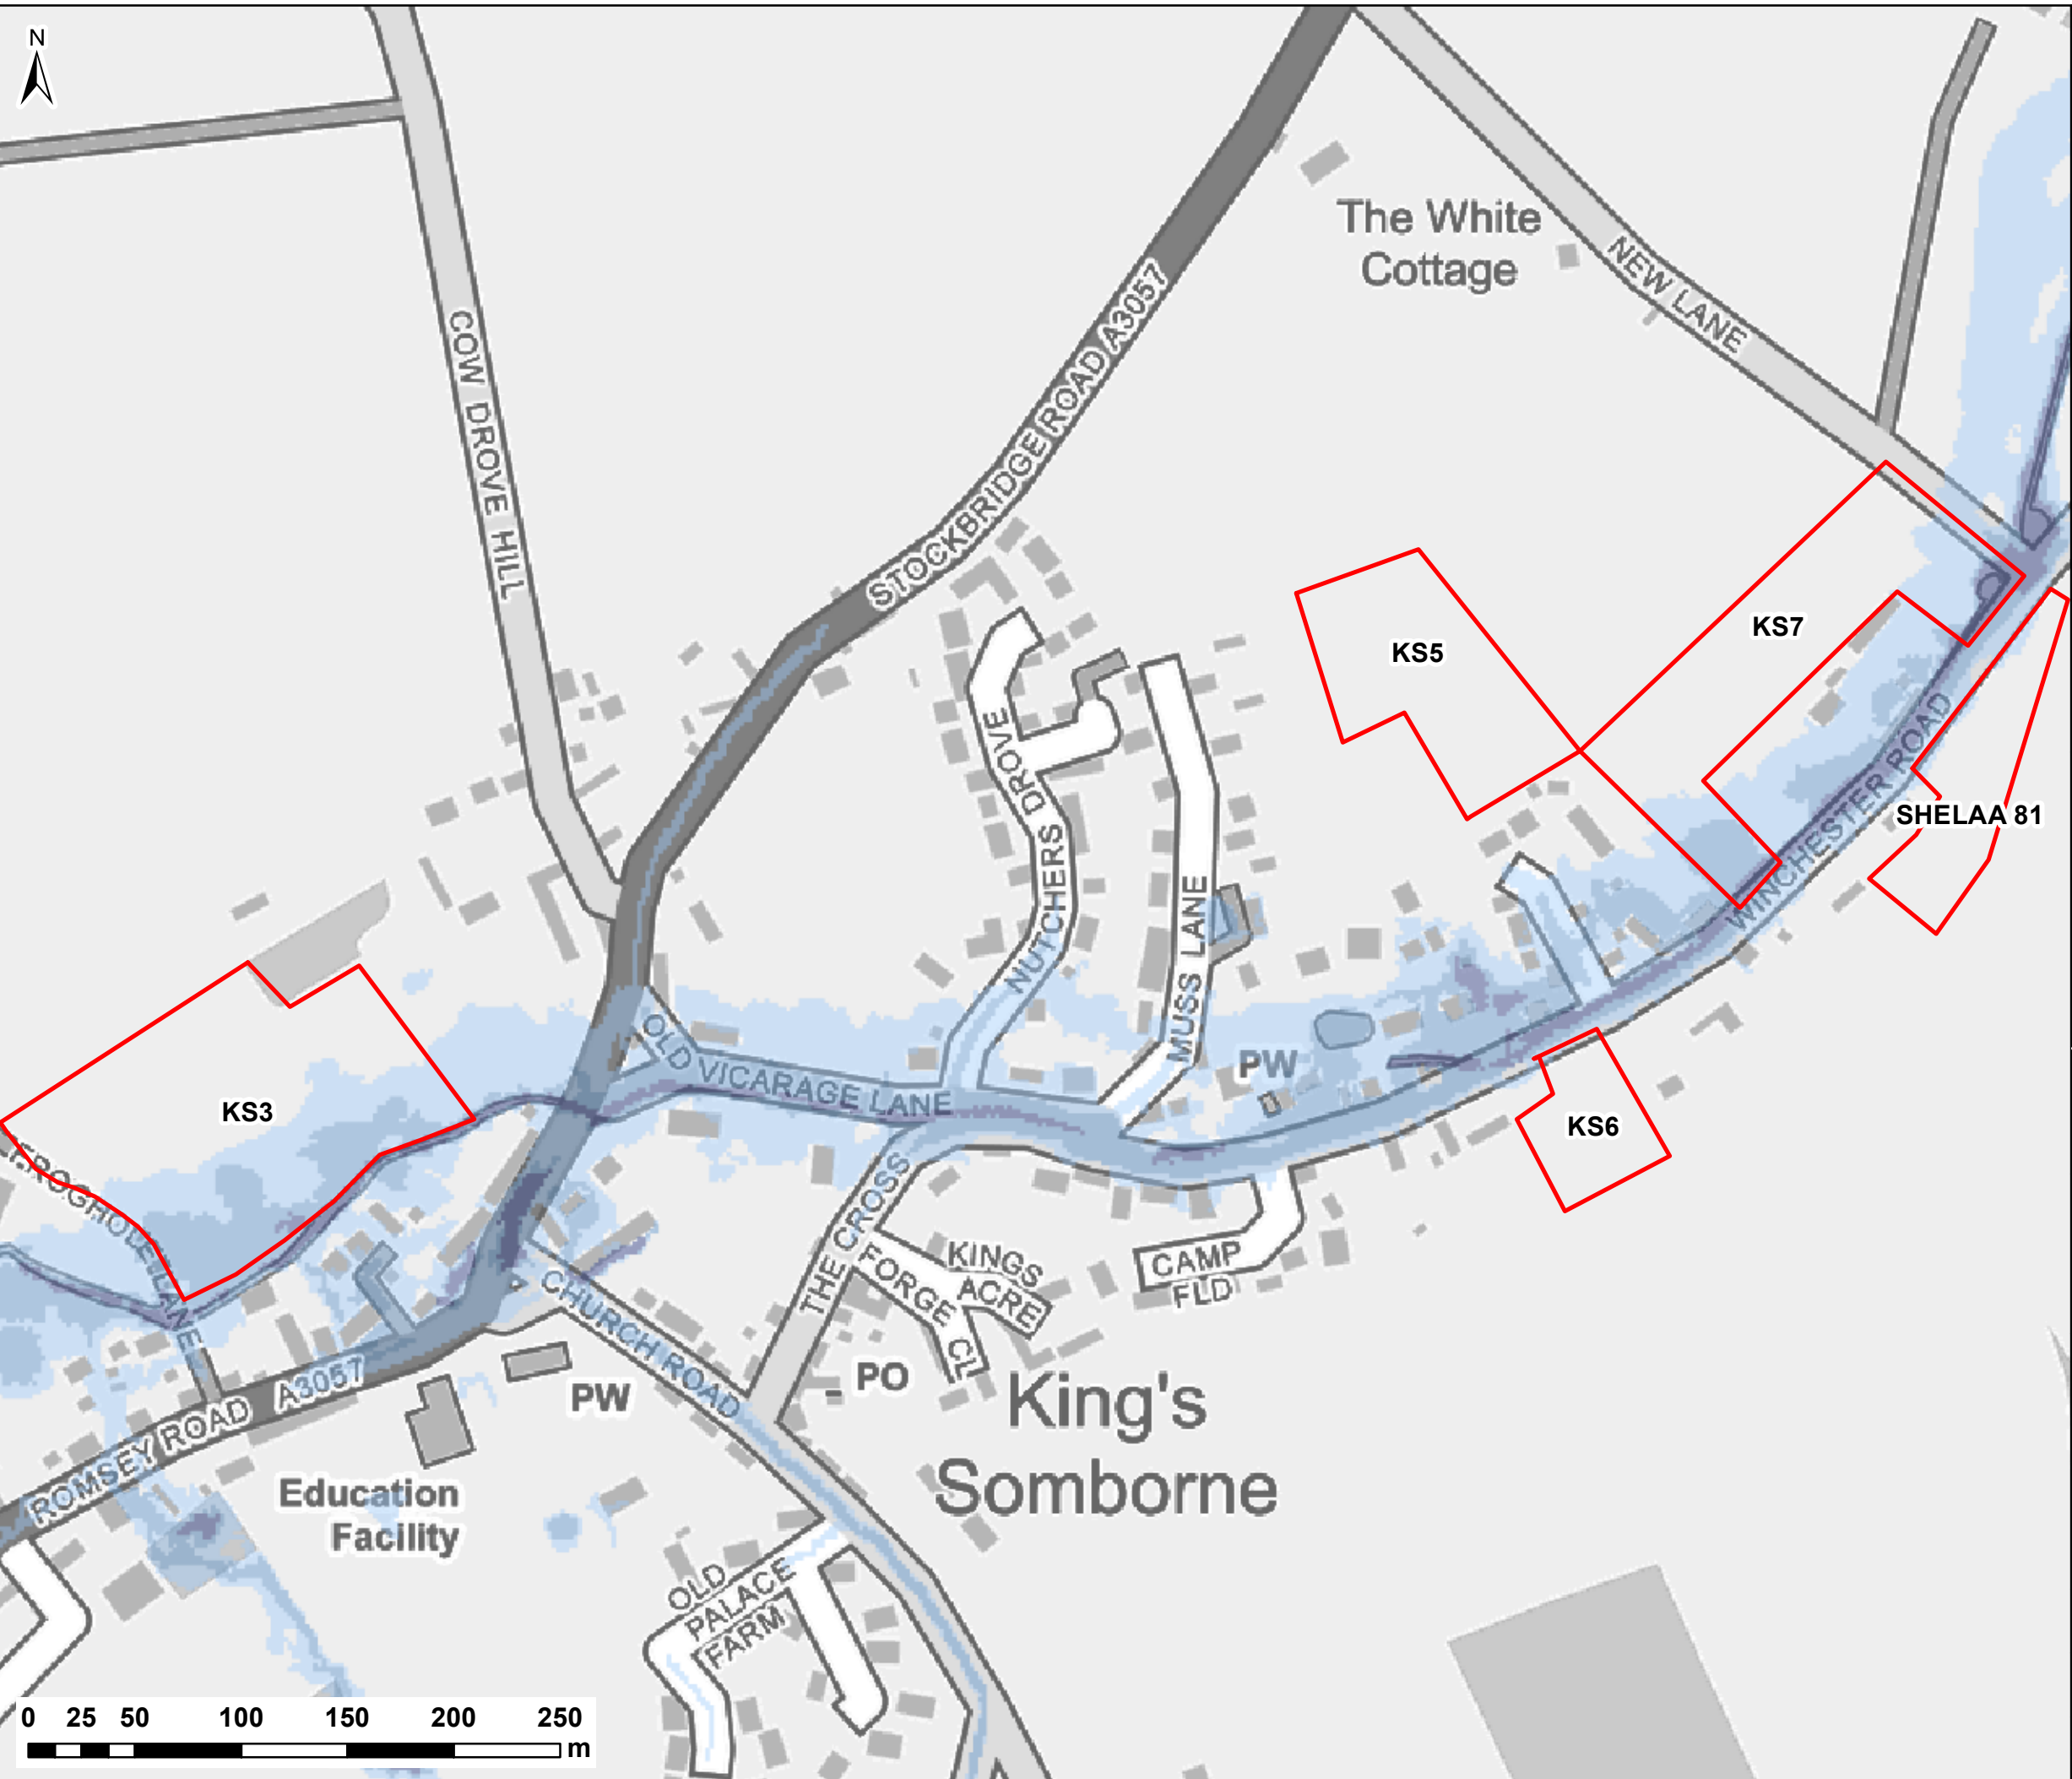 N
The White
Cottage
NEW LANE
STOCKBRIDGE ROAD A3057
COW DROVE HILL
KS5
KS7
SHELAA 81
WINCHESTER ROAD
NUTCHERS DROVE
MUSS LANE
OLD VICARAGE LANE
PW
KS3
KS6
FROGHOLE LANE
THE CROSS
KINGS
ACRE
FORGE CL
CAMP
FLD
CHURCH ROAD
PO
PW
King's
Somborne
ROMSEY ROAD A3057
Education
Facility
OLD
PALACE
FARM
0 25 50 100 150 200 250
m